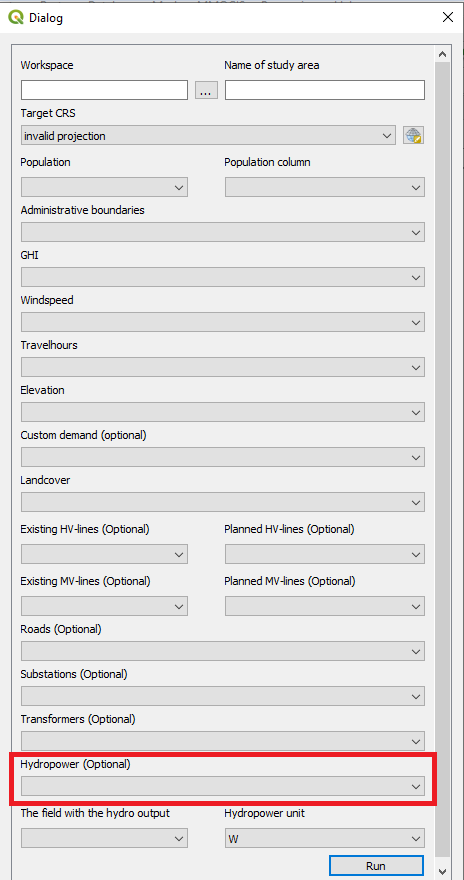 Dialog
Workspace Name of study area
...
Target CRS
invalid projection
Population Population column
Administrative boundaries
GHI
Windspeed
Travelhours
Elevation
Custom demand (optional)
Landcover
Existing HV-lines (Optional) Planned HV-lines (Optional)
Existing MV-lines (Optional) Planned MV-lines (Optional)
Roads (Optional)
Substations (Optional)
Transformers (Optional)
Hydropower (Optional)
The field with the hydro output Hydropower unit
W
Run